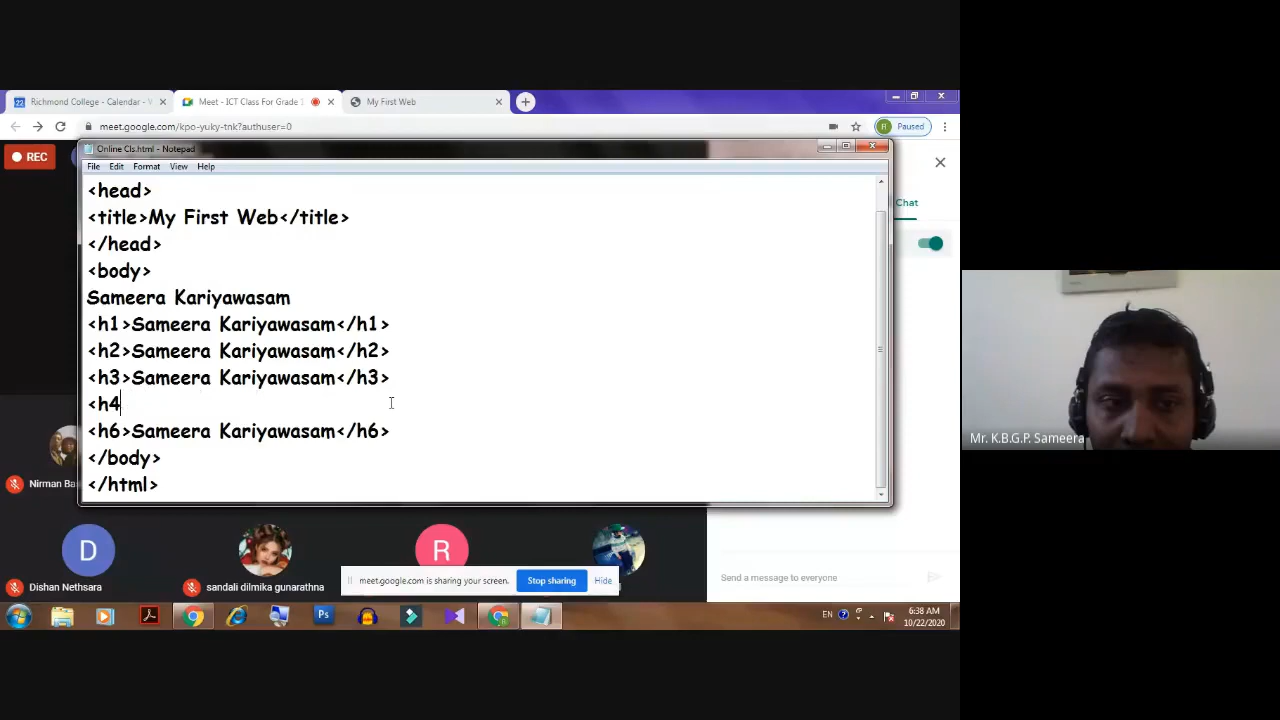 Richmond College - Calendar - W
Meet - ICT Class For Grade 1
My First Web
meet.google.com/kpo-yuky-tnk?authuser=0
R
Paused
REC
Online Cls.html - Notepad
File Edit Format View Help
<head>
<title>My First Web</title>
</head>
<body>
Sameera Kariyawasam
<h1>Sameera Kariyawasam</h1>
<h2>Sameera Kariyawasam</h2>
<h3>Sameera Kariyawasam</h3>
<h4
<h6>Sameera Kariyawasam</h6>
</body>
</html>
Chat
Mr. K.B.G.P. Sameera
Nirman Ba
D
R
Dishan Nethsara
sandali dilmika gunarathna
meet.google.com is sharing your screen. Stop sharing Hide
Send a message to everyone
Ps
EN
6:38 AM
10/22/2020